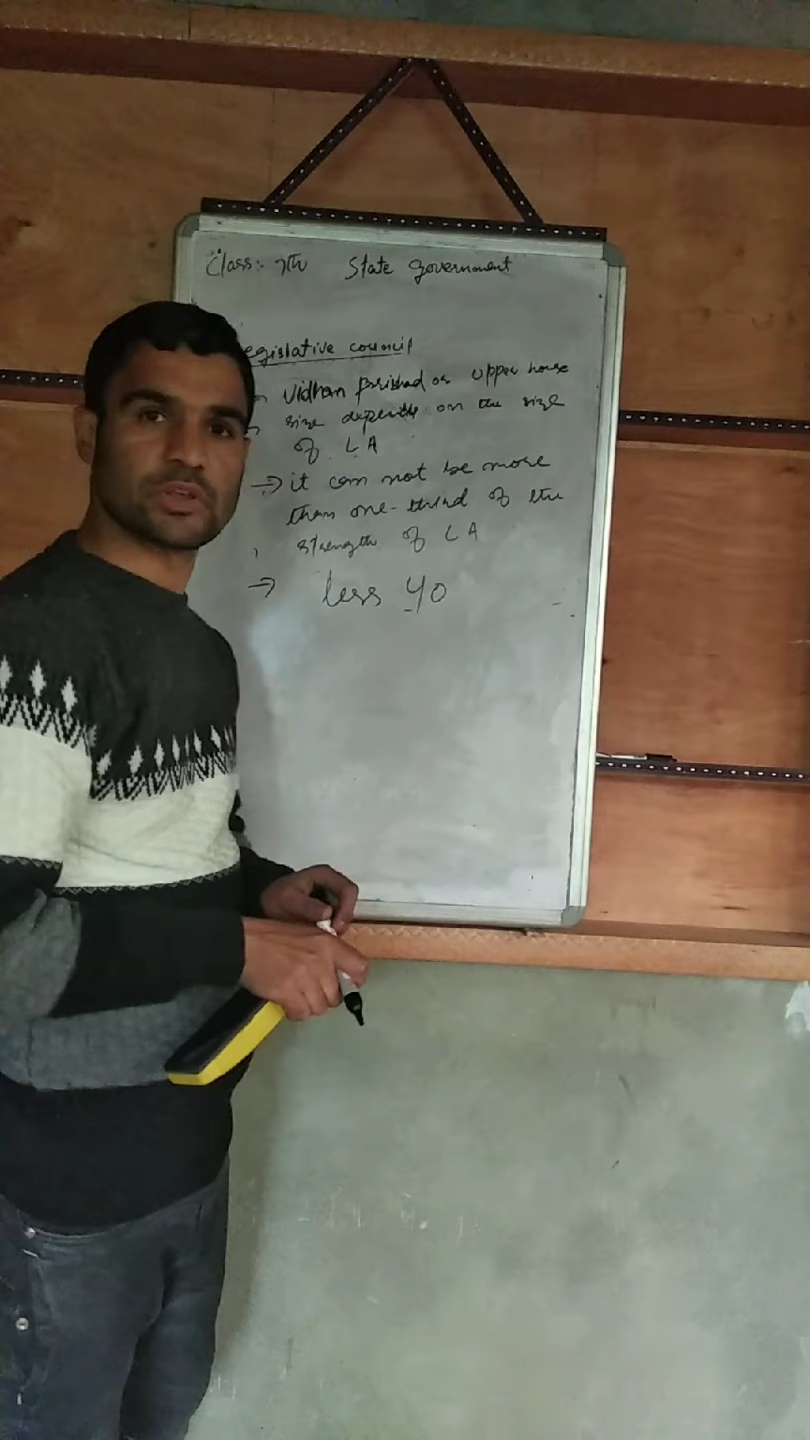 Class:- 7th State Government
egislative council
Vidhan parishad or Upper house
size depends on the size
of LA
→ it can not be more
than one-third of the
strength of LA
→ less 40